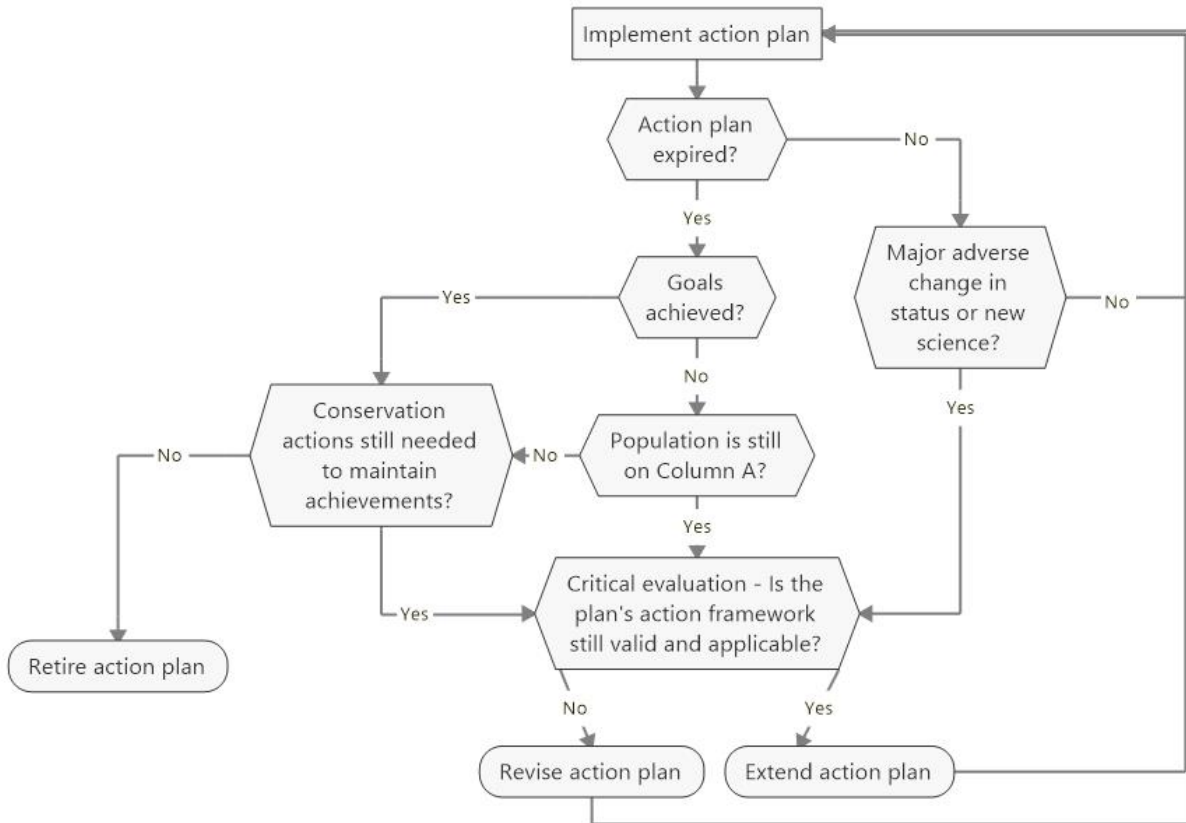 Implement action plan
Action plan
expired?
No
Yes
Major adverse
change in
status or new
science?
Goals
achieved?
Yes
No
No
Yes
Conservation
actions still needed
to maintain
achievements?
Population is still
on Column A?
No
No
Yes
Critical evaluation - Is the
plan's action framework
still valid and applicable?
Yes
Retire action plan
No
Yes
Revise action plan
Extend action plan